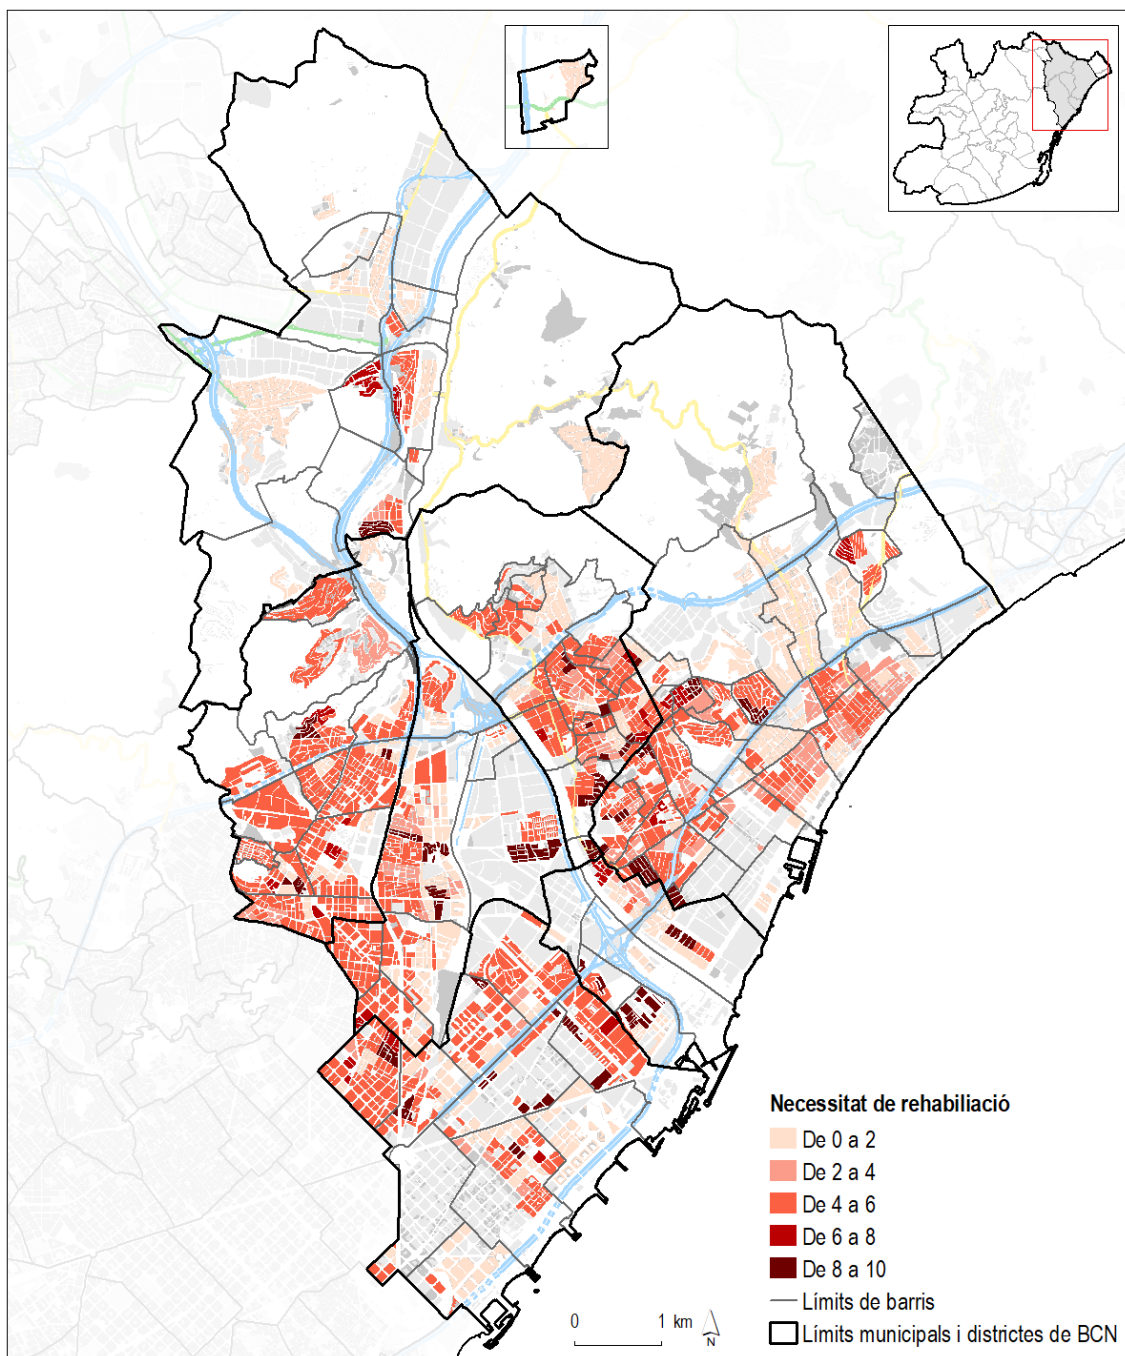 Necessitat de rehabiliació
De 0 a 2
De 2 a 4
De 4 a 6
De 6 a 8
De 8 a 10
Límits de barris
Límits municipals i districtes de BCN
0 1 km
N